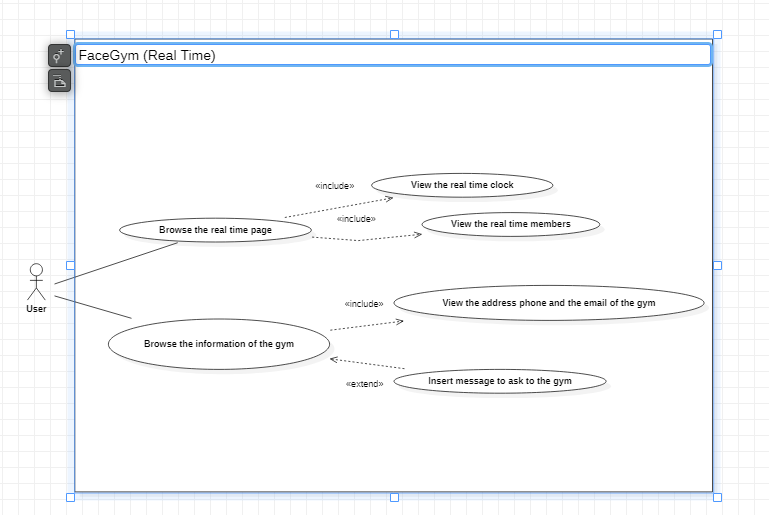 FaceGym (Real Time)
«include»
View the real time clock
«include»
View the real time members
Browse the real time page
User
«include»
View the address phone and the email of the gym
Browse the information of the gym
«extend»
Insert message to ask to the gym